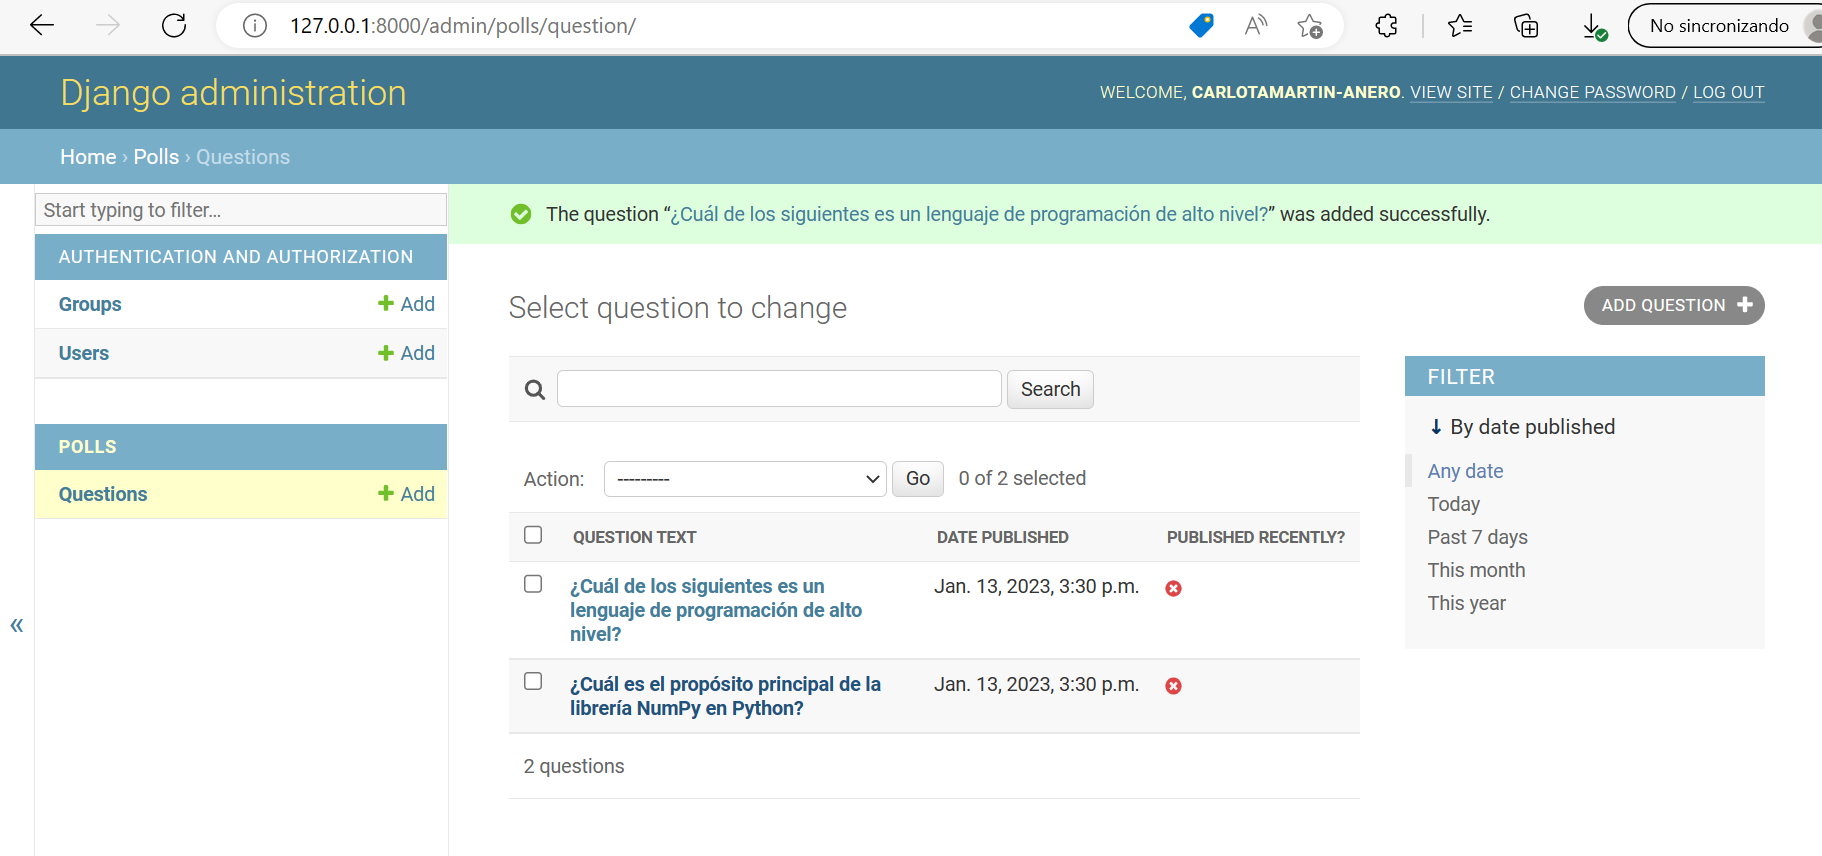 127.0.0.1:8000/admin/polls/question/
No sincronizando
Django administration
WELCOME, CARLOTAMARTIN-ANERO. VIEW SITE / CHANGE PASSWORD / LOG OUT
Home › Polls › Questions
Start typing to filter...
AUTHENTICATION AND AUTHORIZATION
Groups
Add
Users
Add
POLLS
Questions
Add
«
The question “¿Cuál de los siguientes es un lenguaje de programación de alto nivel?” was added successfully.
Select question to change
ADD QUESTION
Search
Action:
---------
Go
0 of 2 selected
QUESTION TEXT
DATE PUBLISHED
PUBLISHED RECENTLY?
¿Cuál de los siguientes es un
lenguaje de programación de alto
nivel?
Jan. 13, 2023, 3:30 p.m.
¿Cuál es el propósito principal de la
librería NumPy en Python?
Jan. 13, 2023, 3:30 p.m.
2 questions
FILTER
↓ By date published
Any date
Today
Past 7 days
This month
This year